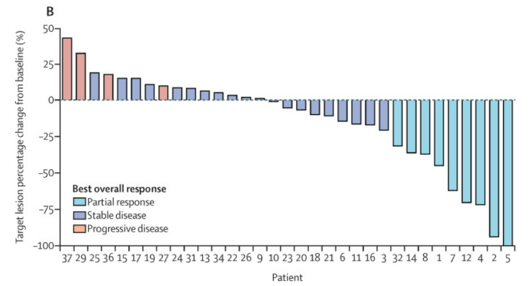 B
Target lesion percentage change from baseline (%)
50
25
0
−25
−50
−75
−100
Best overall response
Partial response
Stable disease
Progressive disease
37 29 25 36 15 17 19 27 24 31 13 34 22 26 9 10 23 20 18 21 6 11 16 3 32 14 8 1 7 12 4 2 5
Patient